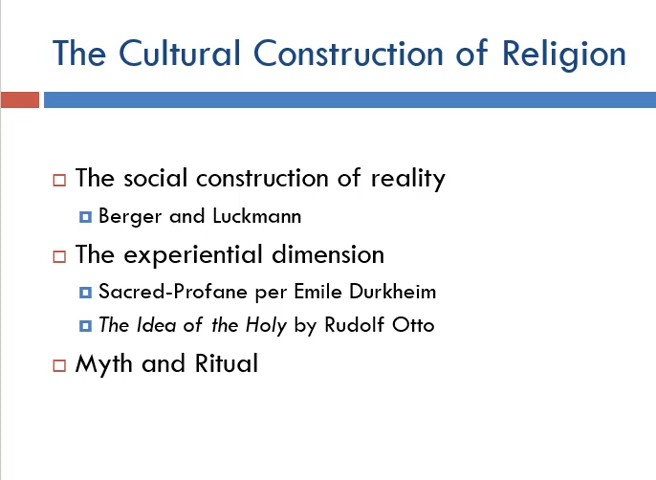 The Cultural Construction of Religion
The social construction of reality
Berger and Luckmann
The experiential dimension
Sacred-Profane per Emile Durkheim
The Idea of the Holy by Rudolf Otto
Myth and Ritual